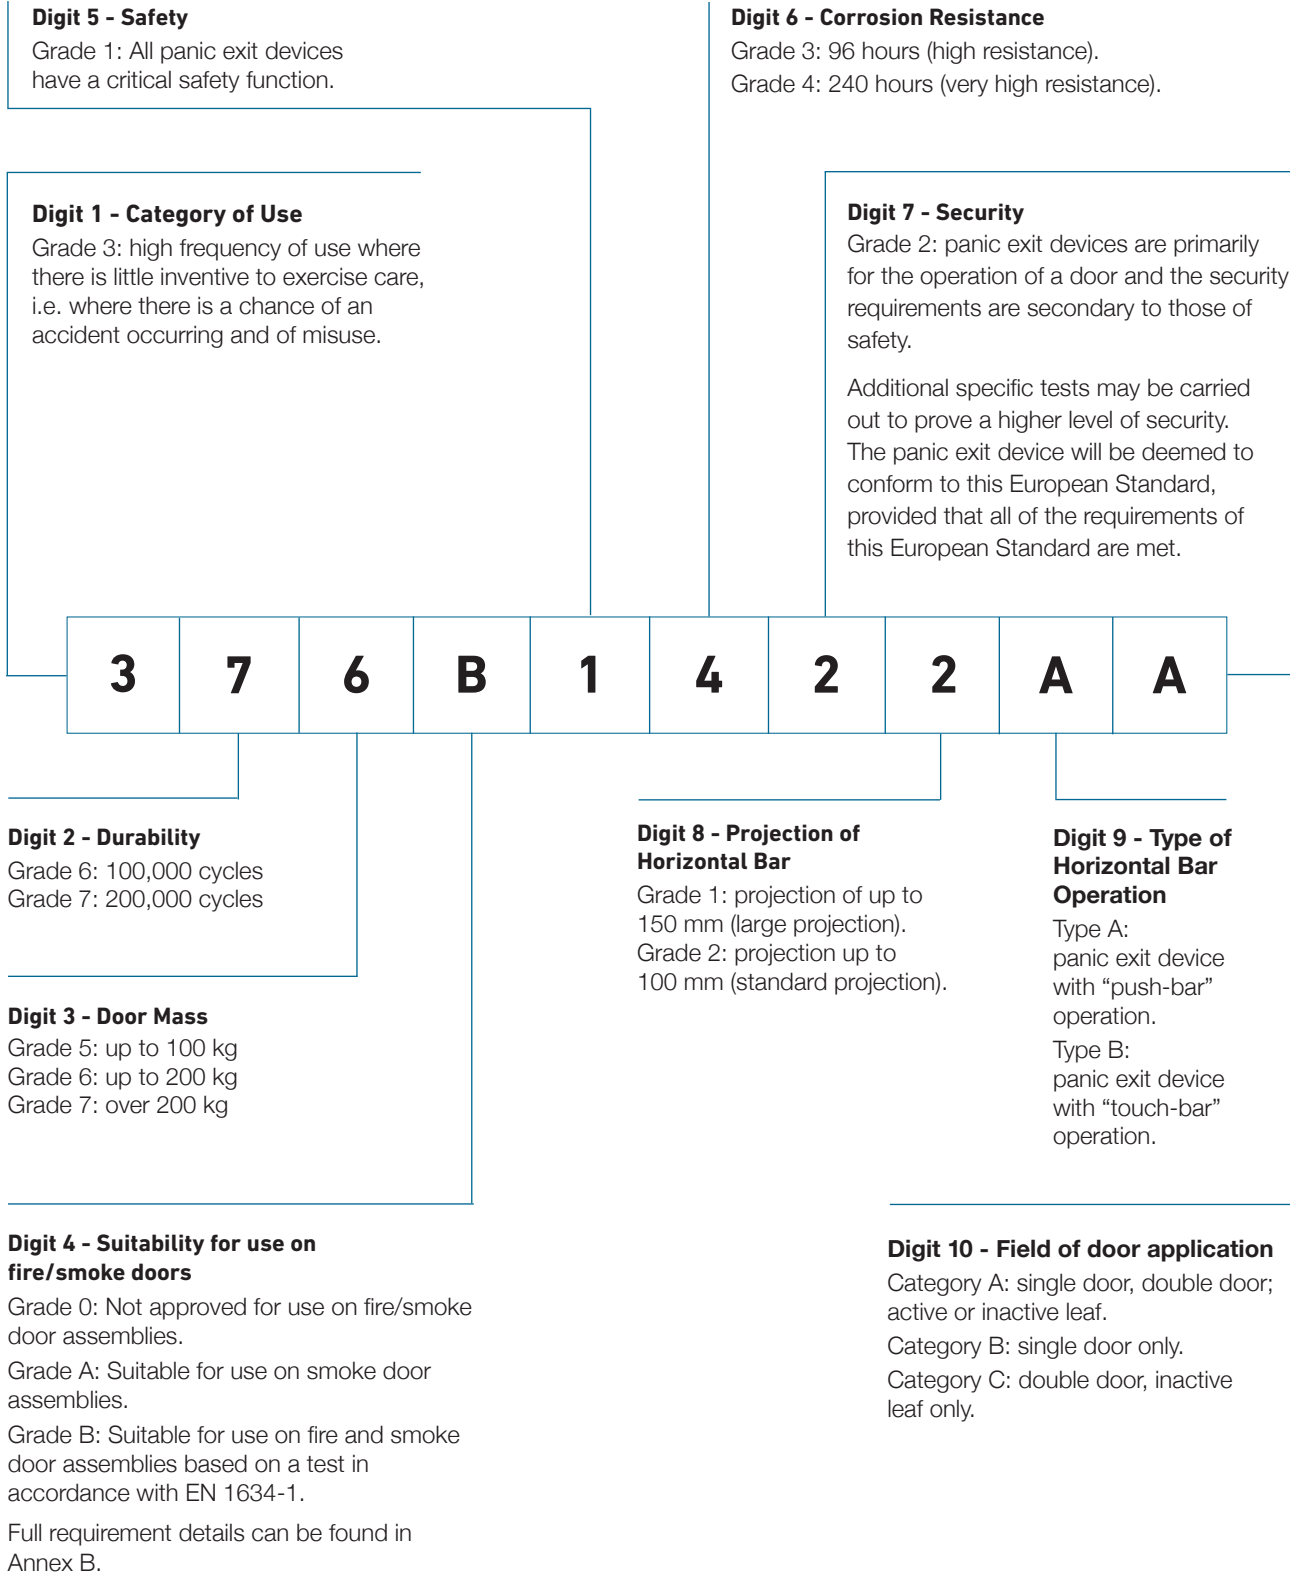 Digit 5 - Safety
Grade 1: All panic exit devices
have a critical safety function.
Digit 6 - Corrosion Resistance
Grade 3: 96 hours (high resistance).
Grade 4: 240 hours (very high resistance).
Digit 1 - Category of Use
Grade 3: high frequency of use where
there is little inventive to exercise care,
i.e. where there is a chance of an
accident occurring and of misuse.
Digit 7 - Security
Grade 2: panic exit devices are primarily
for the operation of a door and the security
requirements are secondary to those of
safety.
Additional specific tests may be carried
out to prove a higher level of security.
The panic exit device will be deemed to
conform to this European Standard,
provided that all of the requirements of
this European Standard are met.
3 7 6 B 1 4 2 2 A A
Digit 2 - Durability
Grade 6: 100,000 cycles
Grade 7: 200,000 cycles
Digit 3 - Door Mass
Grade 5: up to 100 kg
Grade 6: up to 200 kg
Grade 7: over 200 kg
Digit 4 - Suitability for use on
fire/smoke doors
Grade 0: Not approved for use on fire/smoke
door assemblies.
Grade A: Suitable for use on smoke door
assemblies.
Grade B: Suitable for use on fire and smoke
door assemblies based on a test in
accordance with EN 1634-1.
Full requirement details can be found in
Annex B.
Digit 8 - Projection of
Horizontal Bar
Grade 1: projection of up to
150 mm (large projection).
Grade 2: projection up to
100 mm (standard projection).
Digit 9 - Type of
Horizontal Bar
Operation
Type A:
panic exit device
with “push-bar”
operation.
Type B:
panic exit device
with “touch-bar”
operation.
Digit 10 - Field of door application
Category A: single door, double door;
active or inactive leaf.
Category B: single door only.
Category C: double door, inactive
leaf only.